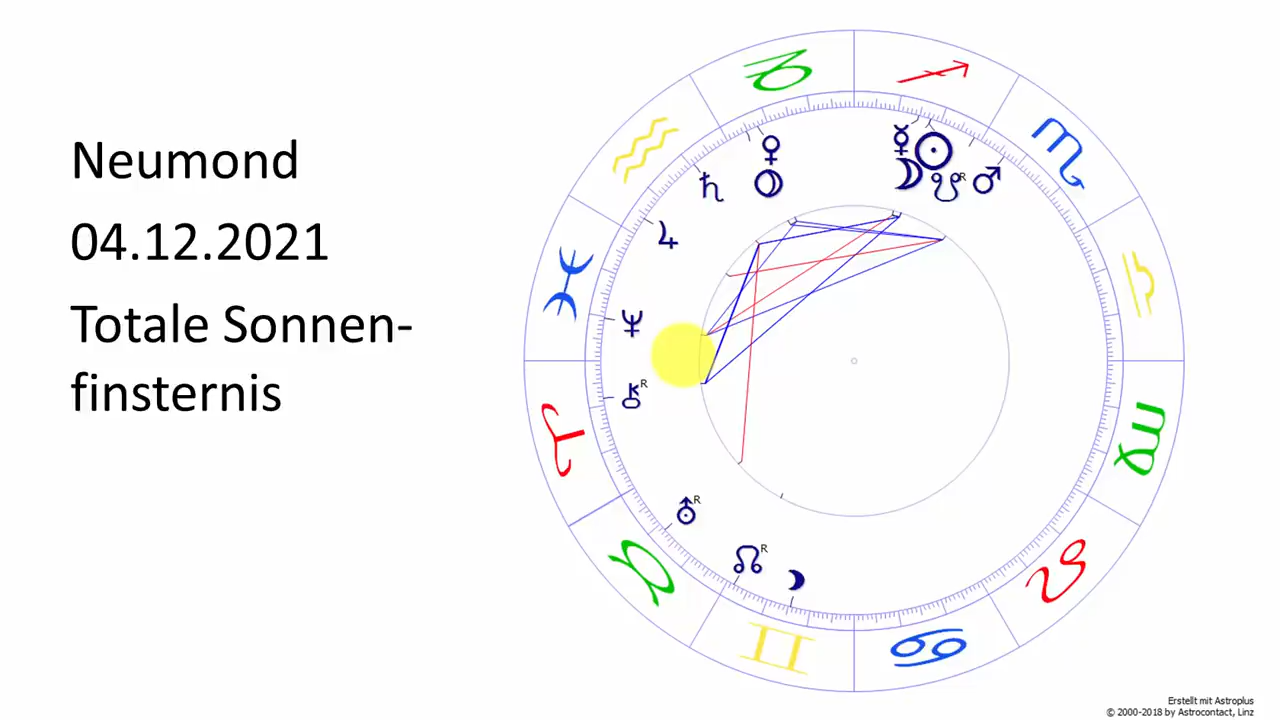 Neumond
04.12.2021
Totale Sonnen-
finsternis
R
R
R
R
Erstellt mit Astroplus
© 2000-2018 by Astrocontact, Linz